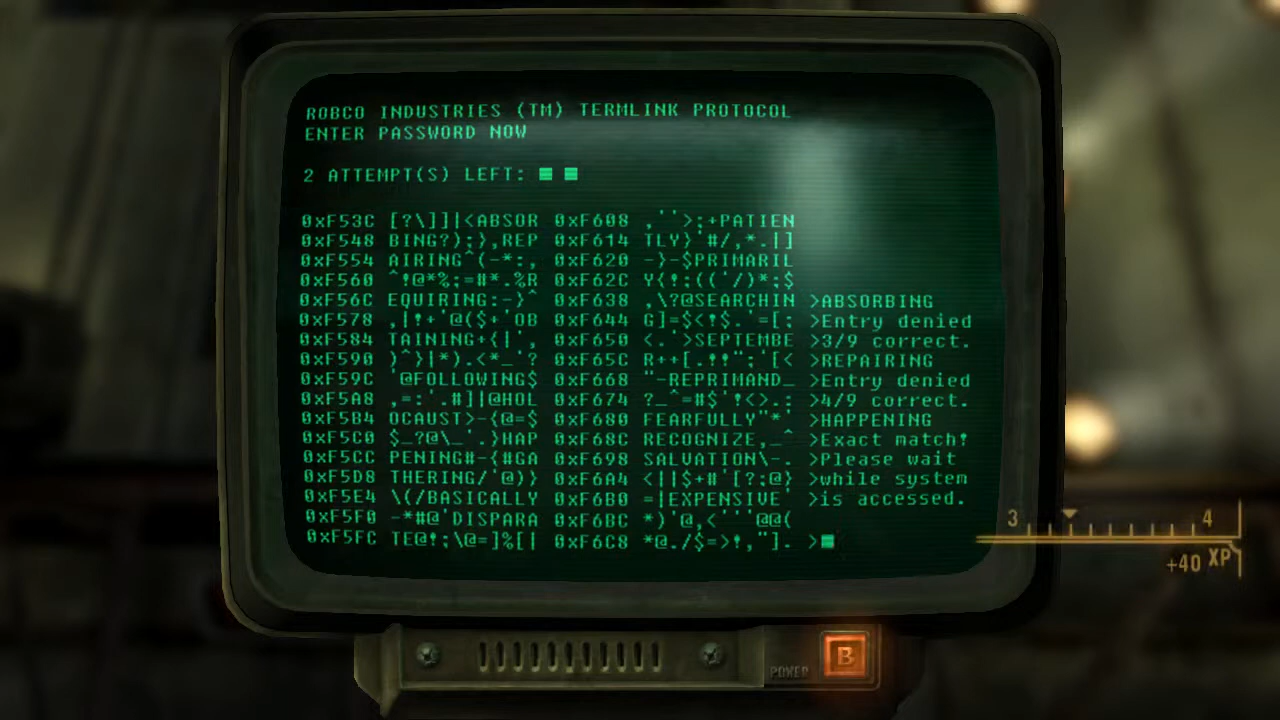 ROBCO INDUSTRIES (TM) TERMLINK PROTOCOL
ENTER PASSWORD NOW
2 ATTEMPT(S) LEFT: ■ ■
0xF53C [?\]]|<ABSOR 0xF608 ,''>;+PATIEN
0xF548 BING?);},REP 0xF614 TLY}'#/,*.|]
0xF554 AIRING^(-*:, 0xF620 -}-$PRIMARIL
0xF560 ^!@*%;=#*.%R 0xF62C Y{!:(('/)*:$
0xF56C EQUIRING:-}^ 0xF638 ,\?@SEARCHIN >ABSORBING
0xF578 ,|!+'@($+'OB 0xF644 G]=$<!$.'=[; >Entry denied
0xF584 TAINING+{|', 0xF650 <.'>SEPTEMBE >3/9 correct.
0xF590 )^}|*).<*_'? 0xF65C R++[.!!";'[< >REPAIRING
0xF59C '@FOLLOWING$ 0xF668 "-REPRIMAND_ >Entry denied
0xF5A8 ,=:'.#]|@HOL 0xF674 ?_^=#$'!<>.: >4/9 correct.
0xF5B4 OCAUST>-{@=$ 0xF680 FEARFULLY"*' >HAPPENING
0xF5C0 $_?@\_'.}HAP 0xF68C RECOGNIZE,_^ >Exact match!
0xF5CC PENING#-{#GA 0xF698 SALVATION\-. >Please wait
0xF5D8 THERING/'@)} 0xF6A4 <||$+#'[?;@} >while system
0xF5E4 \(/BASICALLY 0xF6B0 =|EXPENSIVE' >is accessed.
0xF5F0 -*#@'DISPARA 0xF6BC *)'@,<'''@@(
0xF5FC TE@!;\@=]%[| 0xF6C8 *@./$=>!,"]. >■
3 4
+40 XP
POWER
B